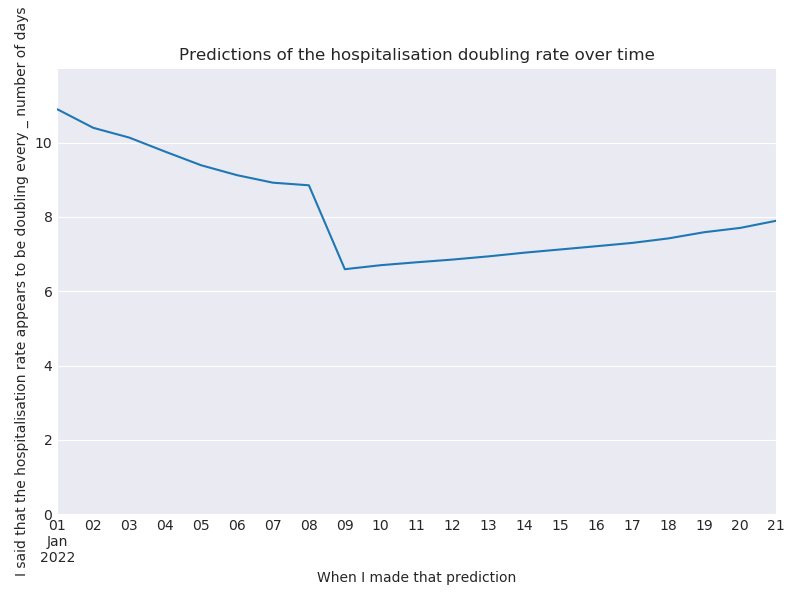 Predictions of the hospitalisation doubling rate over time
I said that the hospitalisation rate appears to be doubling every _ number of days
10
8
6
4
2
0
01 02 03 04 05 06 07 08 09 10 11 12 13 14 15 16 17 18 19 20 21
Jan
2022
When I made that prediction